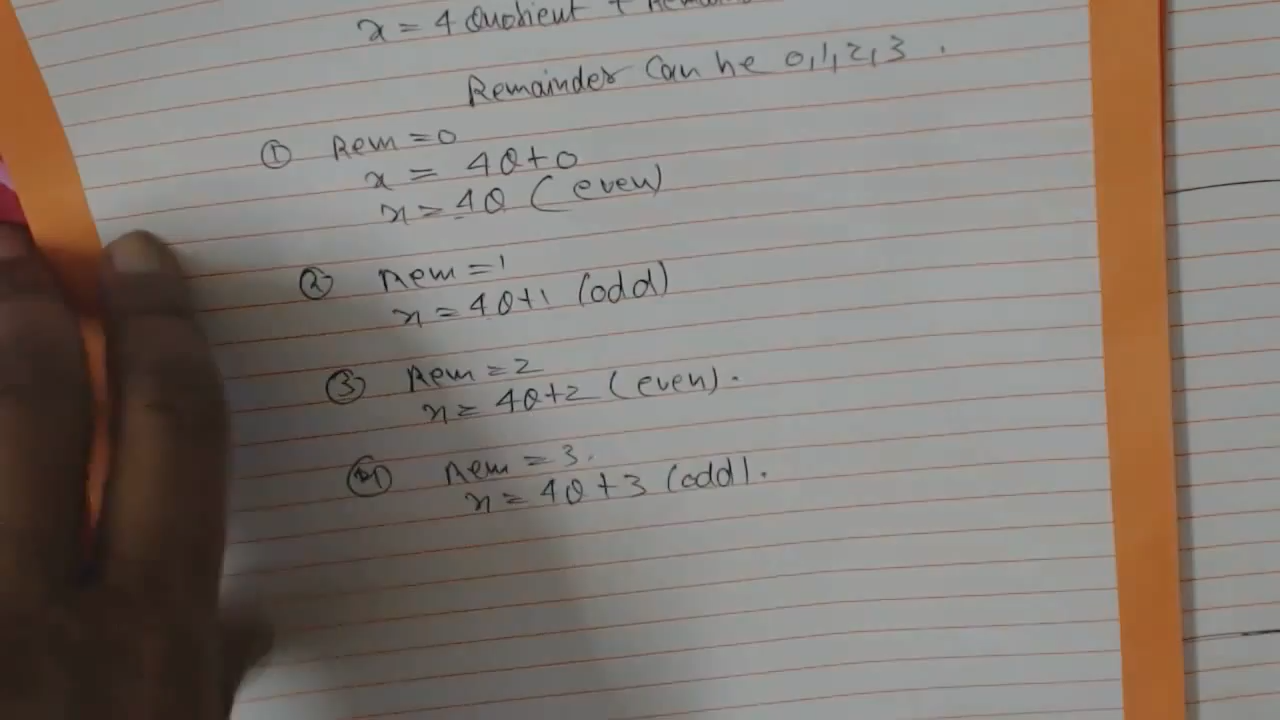 x = 4 Quotient +
Remainder can be 0,1,2,3 .
① Rem = 0
x = 4Q+0
x = 4Q (even)
② Rem = 1
x = 4Q+1 (odd)
③ Rem = 2
x = 4Q+2 (even).
④ Rem = 3.
x = 4Q+3 (odd).